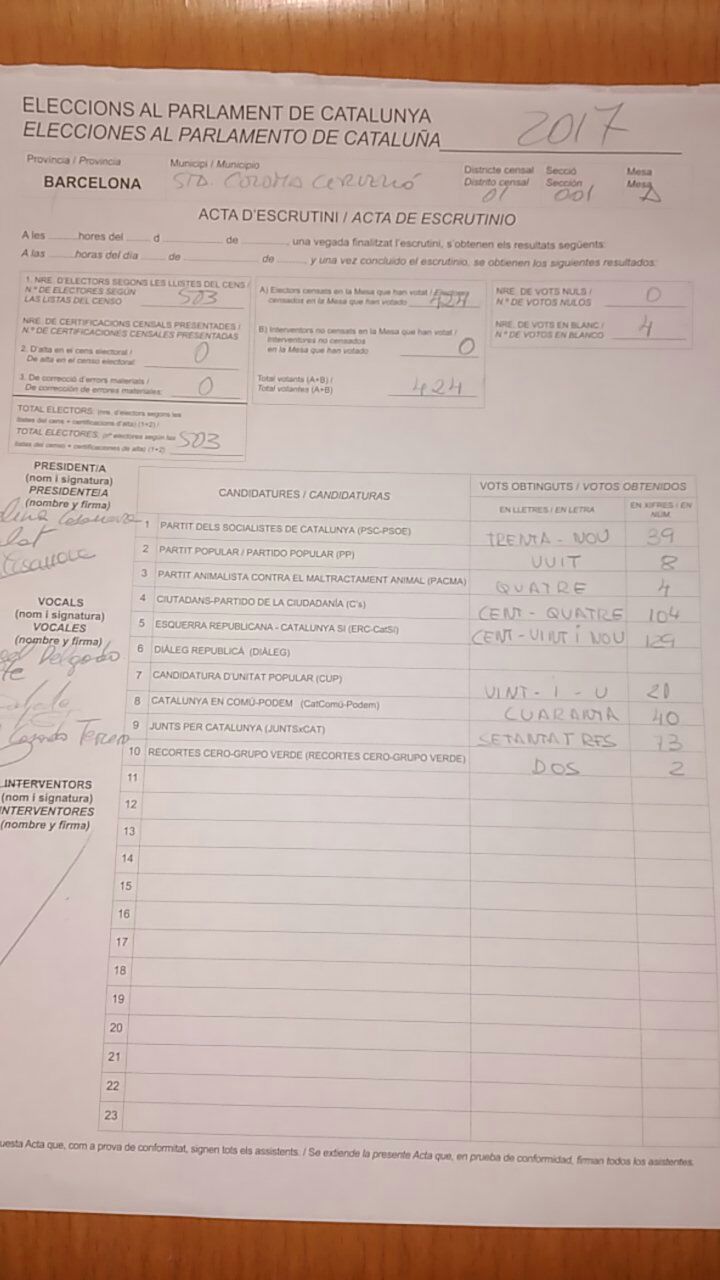 ELECCIONS AL PARLAMENT DE CATALUNYA
ELECCIONES AL PARLAMENTO DE CATALUÑA 2017
Provincia / Provincia Municipi / Municipio Districte censal Secció Mesa
BARCELONA STA. COLOMA CERVELLÓ Distrito censal Sección Mesa
01 001 A
ACTA D'ESCRUTINI / ACTA DE ESCRUTINIO
A les hores del d de , una vegada finalitzat l'escrutini, s'obtenen els resultats següents:
A las horas del día de de y una vez concluido el escrutinio, se obtienen los siguientes resultados:
1. NRE. D'ELECTORS SEGONS LES LLISTES DEL CENS /
N.º DE ELECTORES SEGÚN
LAS LISTAS DEL CENSO 503
NRE. DE CERTIFICACIONS CENSALS PRESENTADES /
N.º DE CERTIFICACIONES CENSALES PRESENTADAS
2. D'alta en el cens electoral /
De alta en el censo electoral: 0
3. De correcció d'errors materials /
De corrección de errores materiales: 0
TOTAL ELECTORS: (nre. d'electors segons les
llistes del cens + certificacions d'alta) (1+2) /
TOTAL ELECTORES: (nº electores según las
listas del censo + certificaciones de alta) (1+2) 503
A) Electors censats en la Mesa que han votat / Electores
censados en la Mesa que han votado 424
B) Interventors no censats en la Mesa que han votat /
Interventores no censados
en la Mesa que han votado 0
Total votants (A+B) /
Total votantes (A+B) 424
NRE. DE VOTS NULS /
N.º DE VOTOS NULOS 0
NRE. DE VOTS EN BLANC /
N.º DE VOTOS EN BLANCO 4
PRESIDENT/A
(nom i signatura)
PRESIDENTE/A
(nombre y firma)
Casanova
VOCALS
(nom i signatura)
VOCALES
(nombre y firma)
Delgado
Tercero
INTERVENTORS
(nom i signatura)
INTERVENTORES
(nombre y firma)
CANDIDATURES / CANDIDATURAS VOTS OBTINGUTS / VOTOS OBTENIDOS
EN LLETRES / EN LETRA EN XIFRES / EN NÚM.
1 PARTIT DELS SOCIALISTES DE CATALUNYA (PSC-PSOE) TRENTA-NOU 39
2 PARTIT POPULAR / PARTIDO POPULAR (PP) VUIT 8
3 PARTIT ANIMALISTA CONTRA EL MALTRACTAMENT ANIMAL (PACMA) QUATRE 4
4 CIUTADANS-PARTIDO DE LA CIUDADANÍA (C's) CENT-QUATRE 104
5 ESQUERRA REPUBLICANA - CATALUNYA SÍ (ERC-CatSí) CENT-VINT I NOU 129
6 DIÀLEG REPUBLICÀ (DIÀLEG)
7 CANDIDATURA D'UNITAT POPULAR (CUP) VINT-I-U 21
8 CATALUNYA EN COMÚ-PODEM (CatComú-Podem) CUARANTA 40
9 JUNTS PER CATALUNYA (JUNTSxCAT) SETANTATRES 73
10 RECORTES CERO-GRUPO VERDE (RECORTES CERO-GRUPO VERDE) DOS 2
11
12
13
14
15
16
17
18
19
20
21
22
23
uesta Acta que, com a prova de conformitat, signen tots els assistents. / Se extiende la presente Acta que, en prueba de conformidad, firman todos los asistentes.